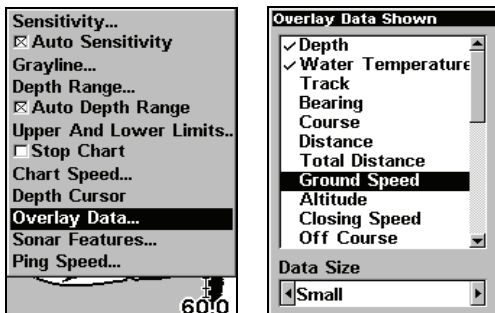 Sensitivity...
Auto Sensitivity
Grayline...
Depth Range...
Auto Depth Range
Upper And Lower Limits..
Stop Chart
Chart Speed...
Depth Cursor
Overlay Data...
Sonar Features...
Ping Speed...
60.0
Overlay Data Shown
Depth
Water Temperature
Track
Bearing
Course
Distance
Total Distance
Ground Speed
Altitude
Closing Speed
Off Course
Data Size
Small